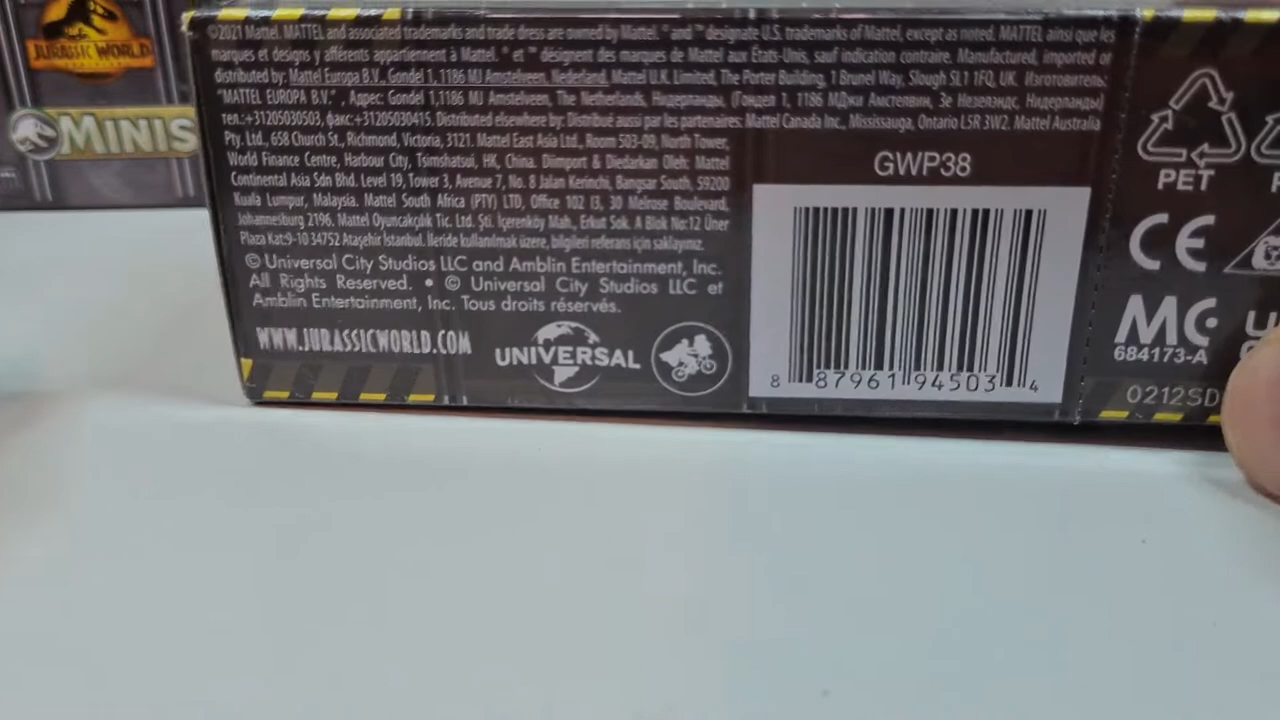 JURASSIC WORLD
MINIS
©2021 Mattel. MATTEL and associated trademarks and trade dress are owned by Mattel. ® and ™ designate U.S. trademarks of Mattel, except as noted. MATTEL ainsi que les
marques et designs y afférents appartiennent à Mattel. ® et ™ désignent des marques de Mattel aux États-Unis, sauf indication contraire. Manufactured, imported or
distributed by: Mattel Europa B.V., Gondel 1, 1186 MJ Amstelveen, Nederland. Mattel U.K. Limited, The Porter Building, 1 Brunel Way, Slough SL1 1FQ, UK. Изготовитель:
"MATTEL EUROPA B.V." , Адрес: Gondel 1,1186 MJ Amstelveen, The Netherlands, Нидерланды, (Гондел 1, 1186 МДжи Амстелвин, Зе Незеландс, Нидерланды)
тел.:+31205030503, факс:+31205030415. Distributed elsewhere by: Distribué aussi par les partenaires: Mattel Canada Inc., Mississauga, Ontario L5R 3W2. Mattel Australia
Pty. Ltd., 658 Church St., Richmond, Victoria, 3121. Mattel East Asia Ltd., Room 503-09, North Tower,
World Finance Centre, Harbour City, Tsimshatsui, HK, China. Diimport & Diedarkan Oleh: Mattel
Continental Asia Sdn Bhd. Level 19, Tower 3, Avenue 7, No. 8 Jalan Kerinchi, Bangsar South, 59200
Kuala Lumpur, Malaysia. Mattel South Africa (PTY) LTD, Office 102 I3, 30 Melrose Boulevard,
Johannesburg 2196. Mattel Oyuncakçılık Tic. Ltd. Şti. İçerenköy Mah., Erkut Sok. A Blok No:12 Üner
Plaza Kat:9-10 34752 Ataşehir İstanbul. İleride kullanılmak üzere, bilgileri referans için saklayınız.
© Universal City Studios LLC and Amblin Entertainment, Inc.
All Rights Reserved. • © Universal City Studios LLC et
Amblin Entertainment, Inc. Tous droits réservés.
WWW.JURASSICWORLD.COM
UNIVERSAL
GWP38
8 87961 94503 4
PET
CE
MC
684173-A
0212SD